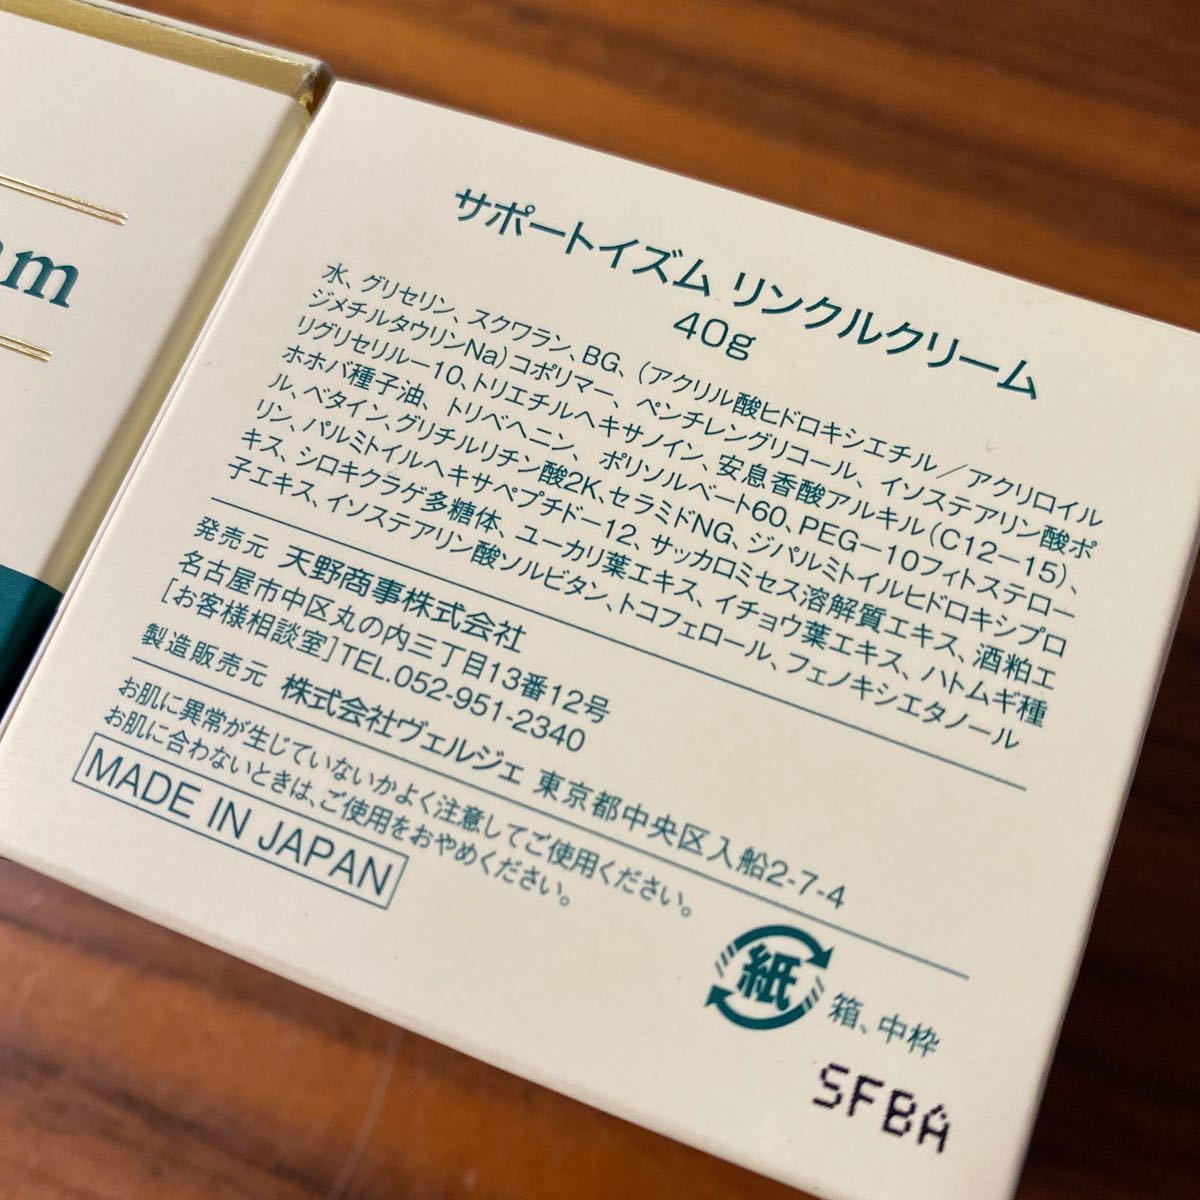 am
サポートイズム リンクルクリーム
40g
水、グリセリン、スクワラン、BG、(アクリル酸ヒドロキシエチル/アクリロイル
ジメチルタウリンNa)コポリマー、ペンチレングリコール、イソステアリン酸ポ
リグリセリル-10、トリエチルヘキサノイン、安息香酸アルキル(C12-15)、
ホホバ種子油、トリベヘニン、ポリソルベート60、PEG-10フィトステロー
ル、ベタイン、グリチルリチン酸2K、セラミドNG、ジパルミトイルヒドロキシプロ
リン、パルミトイルヘキサペプチド-12、サッカロミセス溶解質エキス、酒粕エ
キス、シロキクラゲ多糖体、ユーカリ葉エキス、イチョウ葉エキス、ハトムギ種
子エキス、イソステアリン酸ソルビタン、トコフェロール、フェノキシエタノール
発売元 天野商事株式会社
名古屋市中区丸の内三丁目13番12号
[お客様相談室]TEL.052-951-2340
製造販売元 株式会社ヴェルジェ 東京都中央区入船2-7-4
お肌に異常が生じていないかよく注意してご使用ください。
お肌に合わないときは、ご使用をおやめください。
MADE IN JAPAN
紙
箱、中枠
SFBA